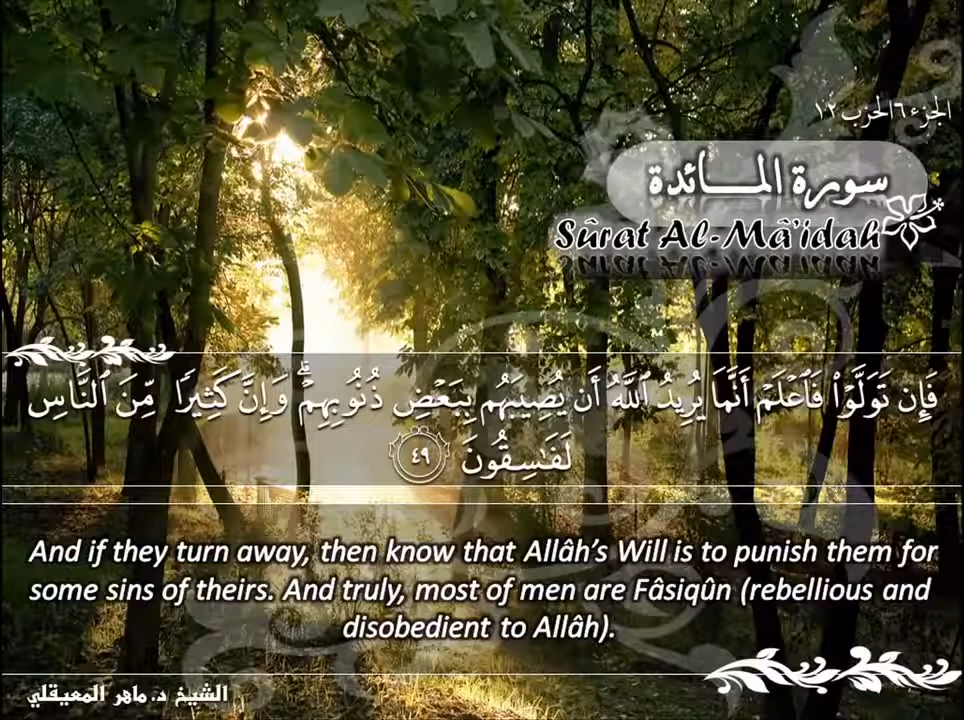 الجزء ٦ الحزب ١٢
سورة المائدة
Sûrat Al-Mâ'idah
فَإِن تَوَلَّوْا۟ فَٱعْلَمْ أَنَّمَا يُرِيدُ ٱللَّهُ أَن يُصِيبَهُم بِبَعْضِ ذُنُوبِهِمْ ۗ وَإِنَّ كَثِيرًا مِّنَ ٱلنَّاسِ
لَفَـٰسِقُونَ ٤٩
And if they turn away, then know that Allâh's Will is to punish them for
some sins of theirs. And truly, most of men are Fâsiqûn (rebellious and
disobedient to Allâh).
الشيخ د. ماهر المعيقلي